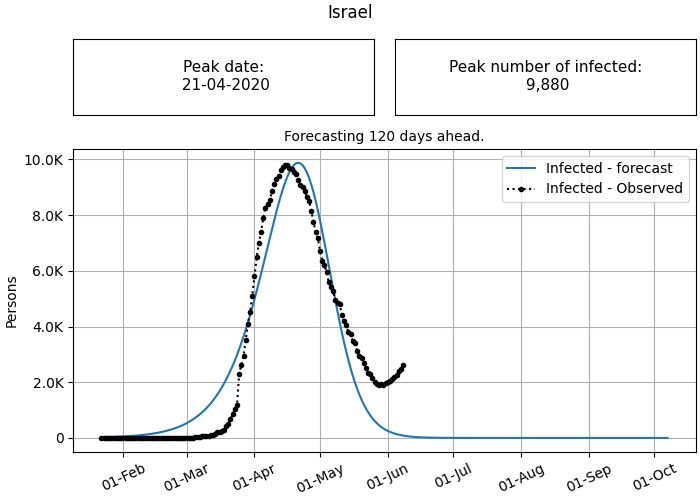 Israel
Peak date:
21-04-2020
Peak number of infected:
9,880
Forecasting 120 days ahead.
Infected - forecast
Infected - Observed
Persons
10.0K
8.0K
6.0K
4.0K
2.0K
0
01-Feb
01-Mar
01-Apr
01-May
01-Jun
01-Jul
01-Aug
01-Sep
01-Oct